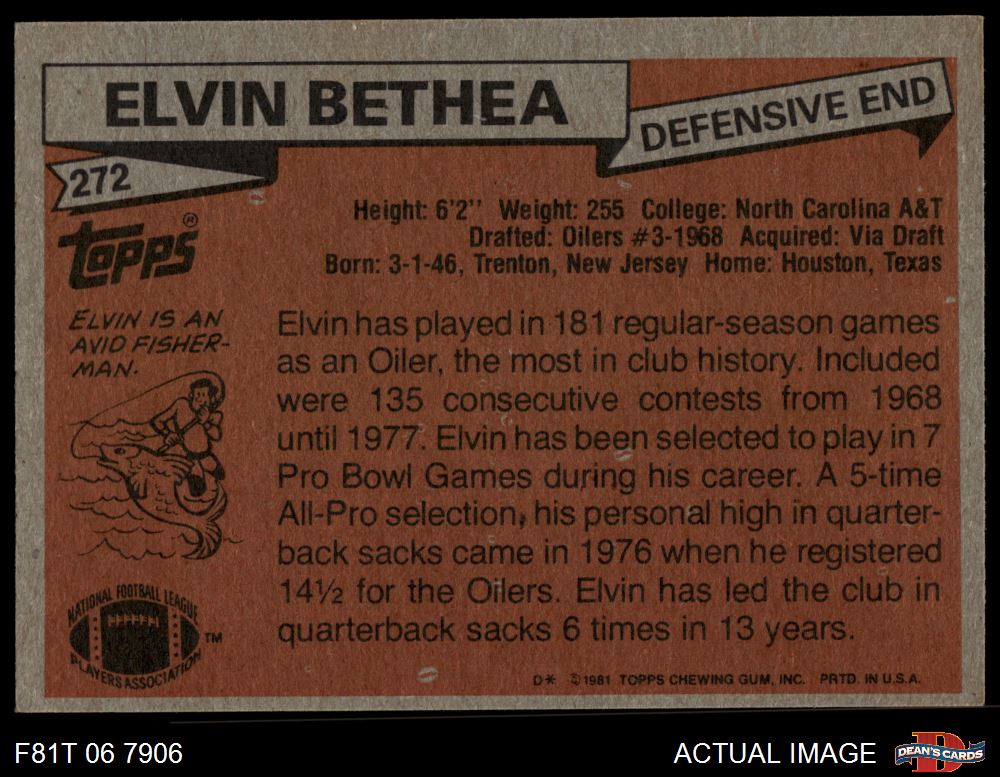 ELVIN BETHEA
DEFENSIVE END
272
TOPPS®
Height: 6'2" Weight: 255 College: North Carolina A&T
Drafted: Oilers #3-1968 Acquired: Via Draft
Born: 3-1-46, Trenton, New Jersey Home: Houston, Texas
ELVIN IS AN
AVID FISHER-
MAN.
Elvin has played in 181 regular-season games
as an Oiler, the most in club history. Included
were 135 consecutive contests from 1968
until 1977. Elvin has been selected to play in 7
Pro Bowl Games during his career. A 5-time
All-Pro selection, his personal high in quarter-
back sacks came in 1976 when he registered
14½ for the Oilers. Elvin has led the club in
quarterback sacks 6 times in 13 years.
NATIONAL FOOTBALL LEAGUE
PLAYERS ASSOCIATION
TM
D* ©1981 TOPPS CHEWING GUM, INC. PRTD. IN U.S.A.
F81T 06 7906
ACTUAL IMAGE
D
DEAN'S CARDS